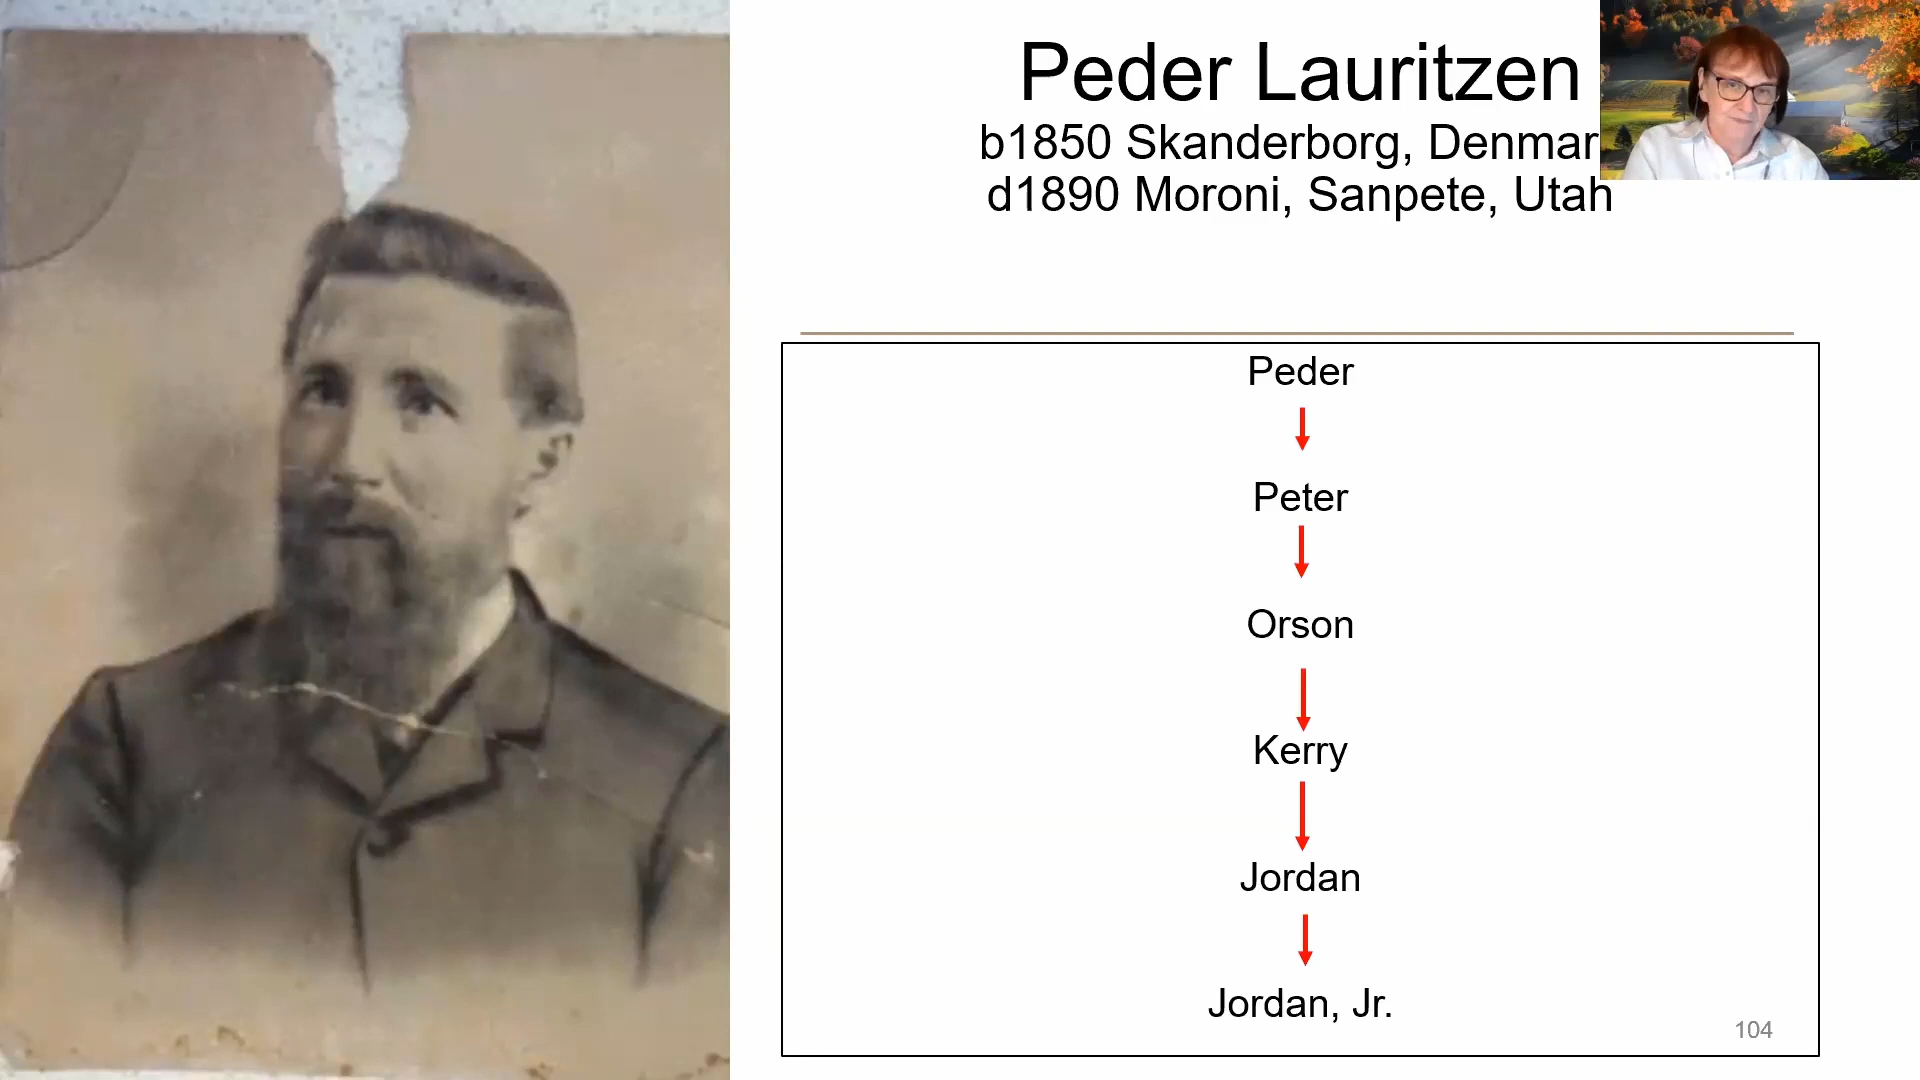 Peder Lauritzen
b1850 Skanderborg, Denmar
d1890 Moroni, Sanpete, Utah
Peder
Peter
Orson
Kerry
Jordan
Jordan, Jr.
104